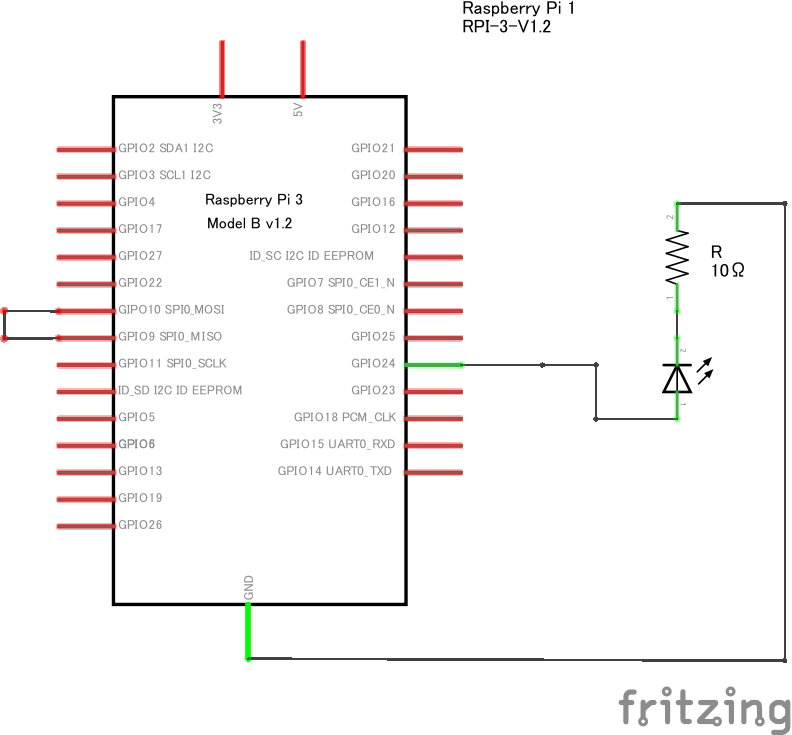 Raspberry Pi 1
RPI-3-V1.2
3V3
5V
GPIO2 SDA1 I2C
GPIO21
GPIO3 SCL1 I2C
GPIO20
GPIO4
Raspberry Pi 3
GPIO16
GPIO17
Model B v1.2
GPIO12
GPIO27
ID_SC I2C ID EEPROM
GPIO22
GPIO7 SPI0_CE1_N
GIPO10 SPI0_MOSI
GPIO8 SPI0_CE0_N
GPIO9 SPI0_MISO
GPIO25
GPIO11 SPI0_SCLK
GPIO24
ID_SD I2C ID EEPROM
GPIO23
GPIO5
GPIO18 PCM_CLK
GPIO6
GPIO15 UART0_RXD
GPIO13
GPIO14 UART0_TXD
GPIO19
GPIO26
GND
2
R
10Ω
1
2
1
fritzing